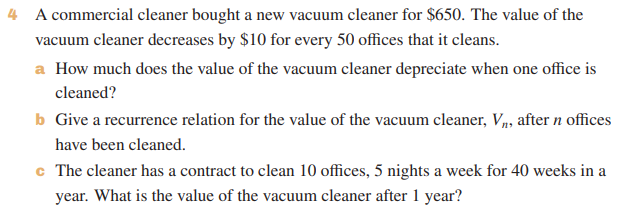 4 A commercial cleaner bought a new vacuum cleaner for $650. The value of the
vacuum cleaner decreases by $10 for every 50 offices that it cleans.
a How much does the value of the vacuum cleaner depreciate when one office is
cleaned?
b Give a recurrence relation for the value of the vacuum cleaner, Vₙ, after n offices
have been cleaned.
c The cleaner has a contract to clean 10 offices, 5 nights a week for 40 weeks in a
year. What is the value of the vacuum cleaner after 1 year?